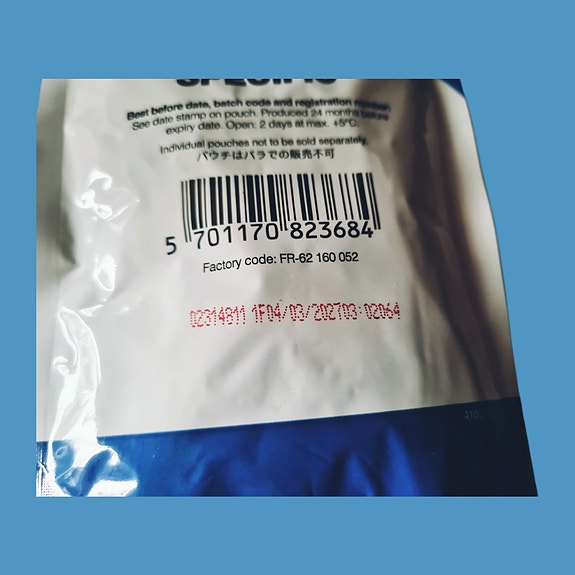 SPECIFIC
Best before date, batch code and registration number:
See date stamp on pouch. Produced 24 months before
expiry date. Open: 2 days at max. +5°C.
Individual pouches not to be sold separately.
パウチはバラでの販売不可
5 701170 823684
Factory code: FR-62 160 052
02314811 1F04/03/202703:02064